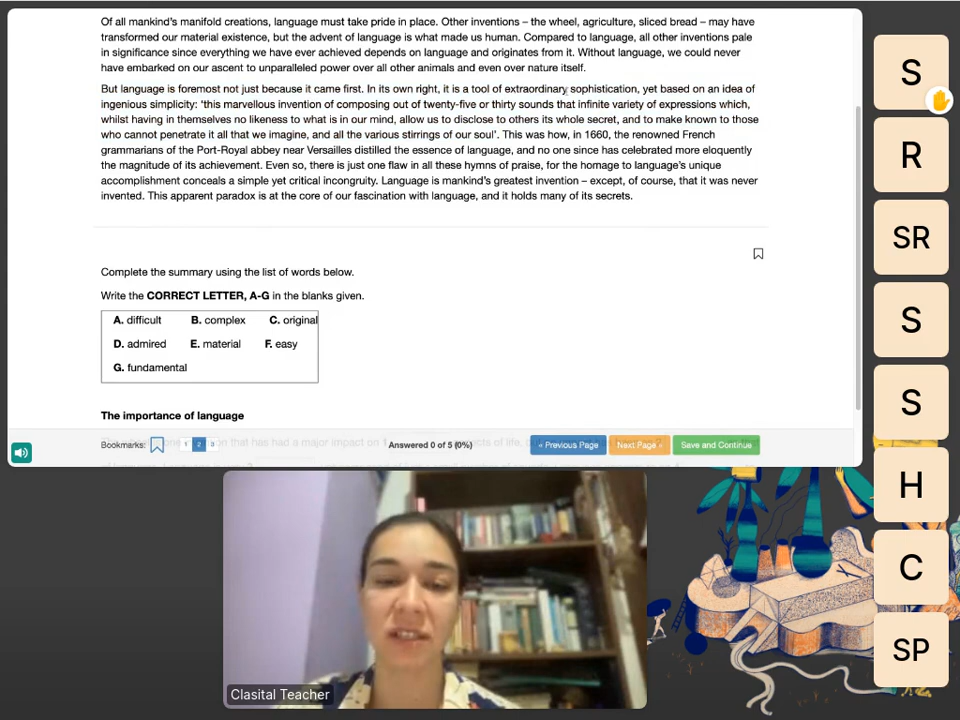 Of all mankind's manifold creations, language must take pride in place. Other inventions – the wheel, agriculture, sliced bread – may have
transformed our material existence, but the advent of language is what made us human. Compared to language, all other inventions pale
in significance since everything we have ever achieved depends on language and originates from it. Without language, we could never
have embarked on our ascent to unparalleled power over all other animals and even over nature itself.
But language is foremost not just because it came first. In its own right, it is a tool of extraordinary sophistication, yet based on an idea of
ingenious simplicity: 'this marvellous invention of composing out of twenty-five or thirty sounds that infinite variety of expressions which,
whilst having in themselves no likeness to what is in our mind, allow us to disclose to others its whole secret, and to make known to those
who cannot penetrate it all that we imagine, and all the various stirrings of our soul'. This was how, in 1660, the renowned French
grammarians of the Port-Royal abbey near Versailles distilled the essence of language, and no one since has celebrated more eloquently
the magnitude of its achievement. Even so, there is just one flaw in all these hymns of praise, for the homage to language's unique
accomplishment conceals a simple yet critical incongruity. Language is mankind's greatest invention – except, of course, that it was never
invented. This apparent paradox is at the core of our fascination with language, and it holds many of its secrets.
Complete the summary using the list of words below.
Write the CORRECT LETTER, A-G in the blanks given.
A. difficult B. complex C. original
D. admired E. material F. easy
G. fundamental
The importance of language
on that has had a major impact on 1
Bookmarks: 1 2 3 Answered 0 of 5 (0%) « Previous Page Next Page » Save and Continue
Clasital Teacher
S
R
SR
S
S
H
C
SP